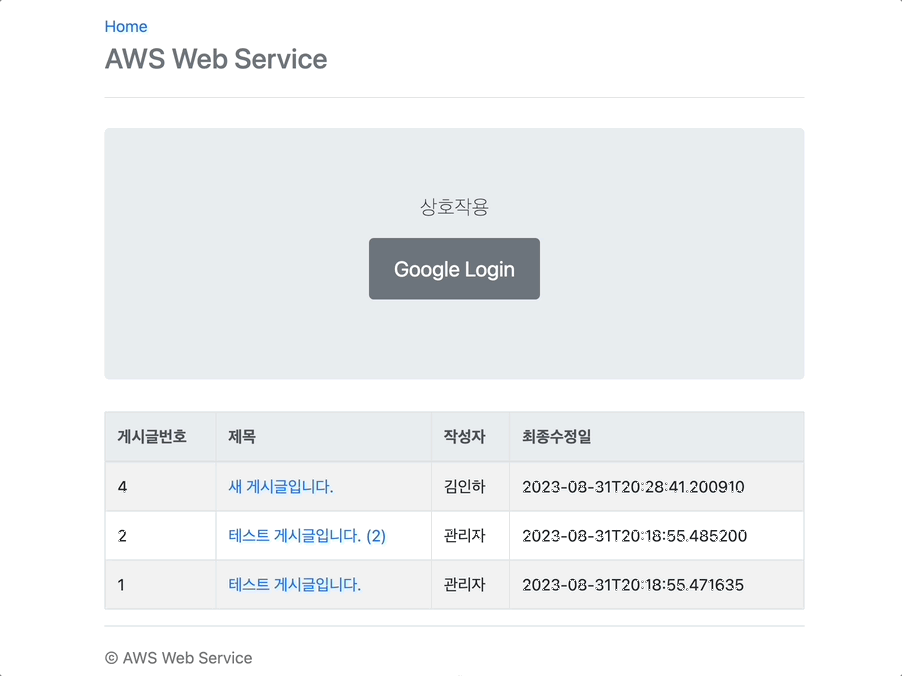 Home
AWS Web Service
상호작용
Google Login
게시글번호 제목 작성자 최종수정일
4 새 게시글입니다. 김인하 2023-08-31T20:28:41.200910
2 테스트 게시글입니다. (2) 관리자 2023-08-31T20:18:55.485200
1 테스트 게시글입니다. 관리자 2023-08-31T20:18:55.471635
© AWS Web Service